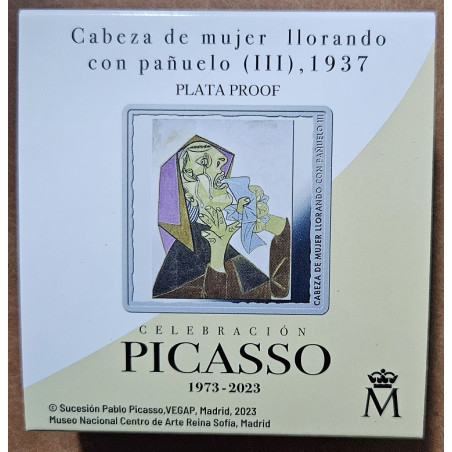 Cabeza de mujer llorando
con pañuelo (III), 1937
PLATA PROOF
CABEZA DE MUJER LLORANDO CON PAÑUELO III
CELEBRACIÓN
PICASSO
1973-2023
M
© Sucesión Pablo Picasso,VEGAP, Madrid, 2023
Museo Nacional Centro de Arte Reina Sofía, Madrid